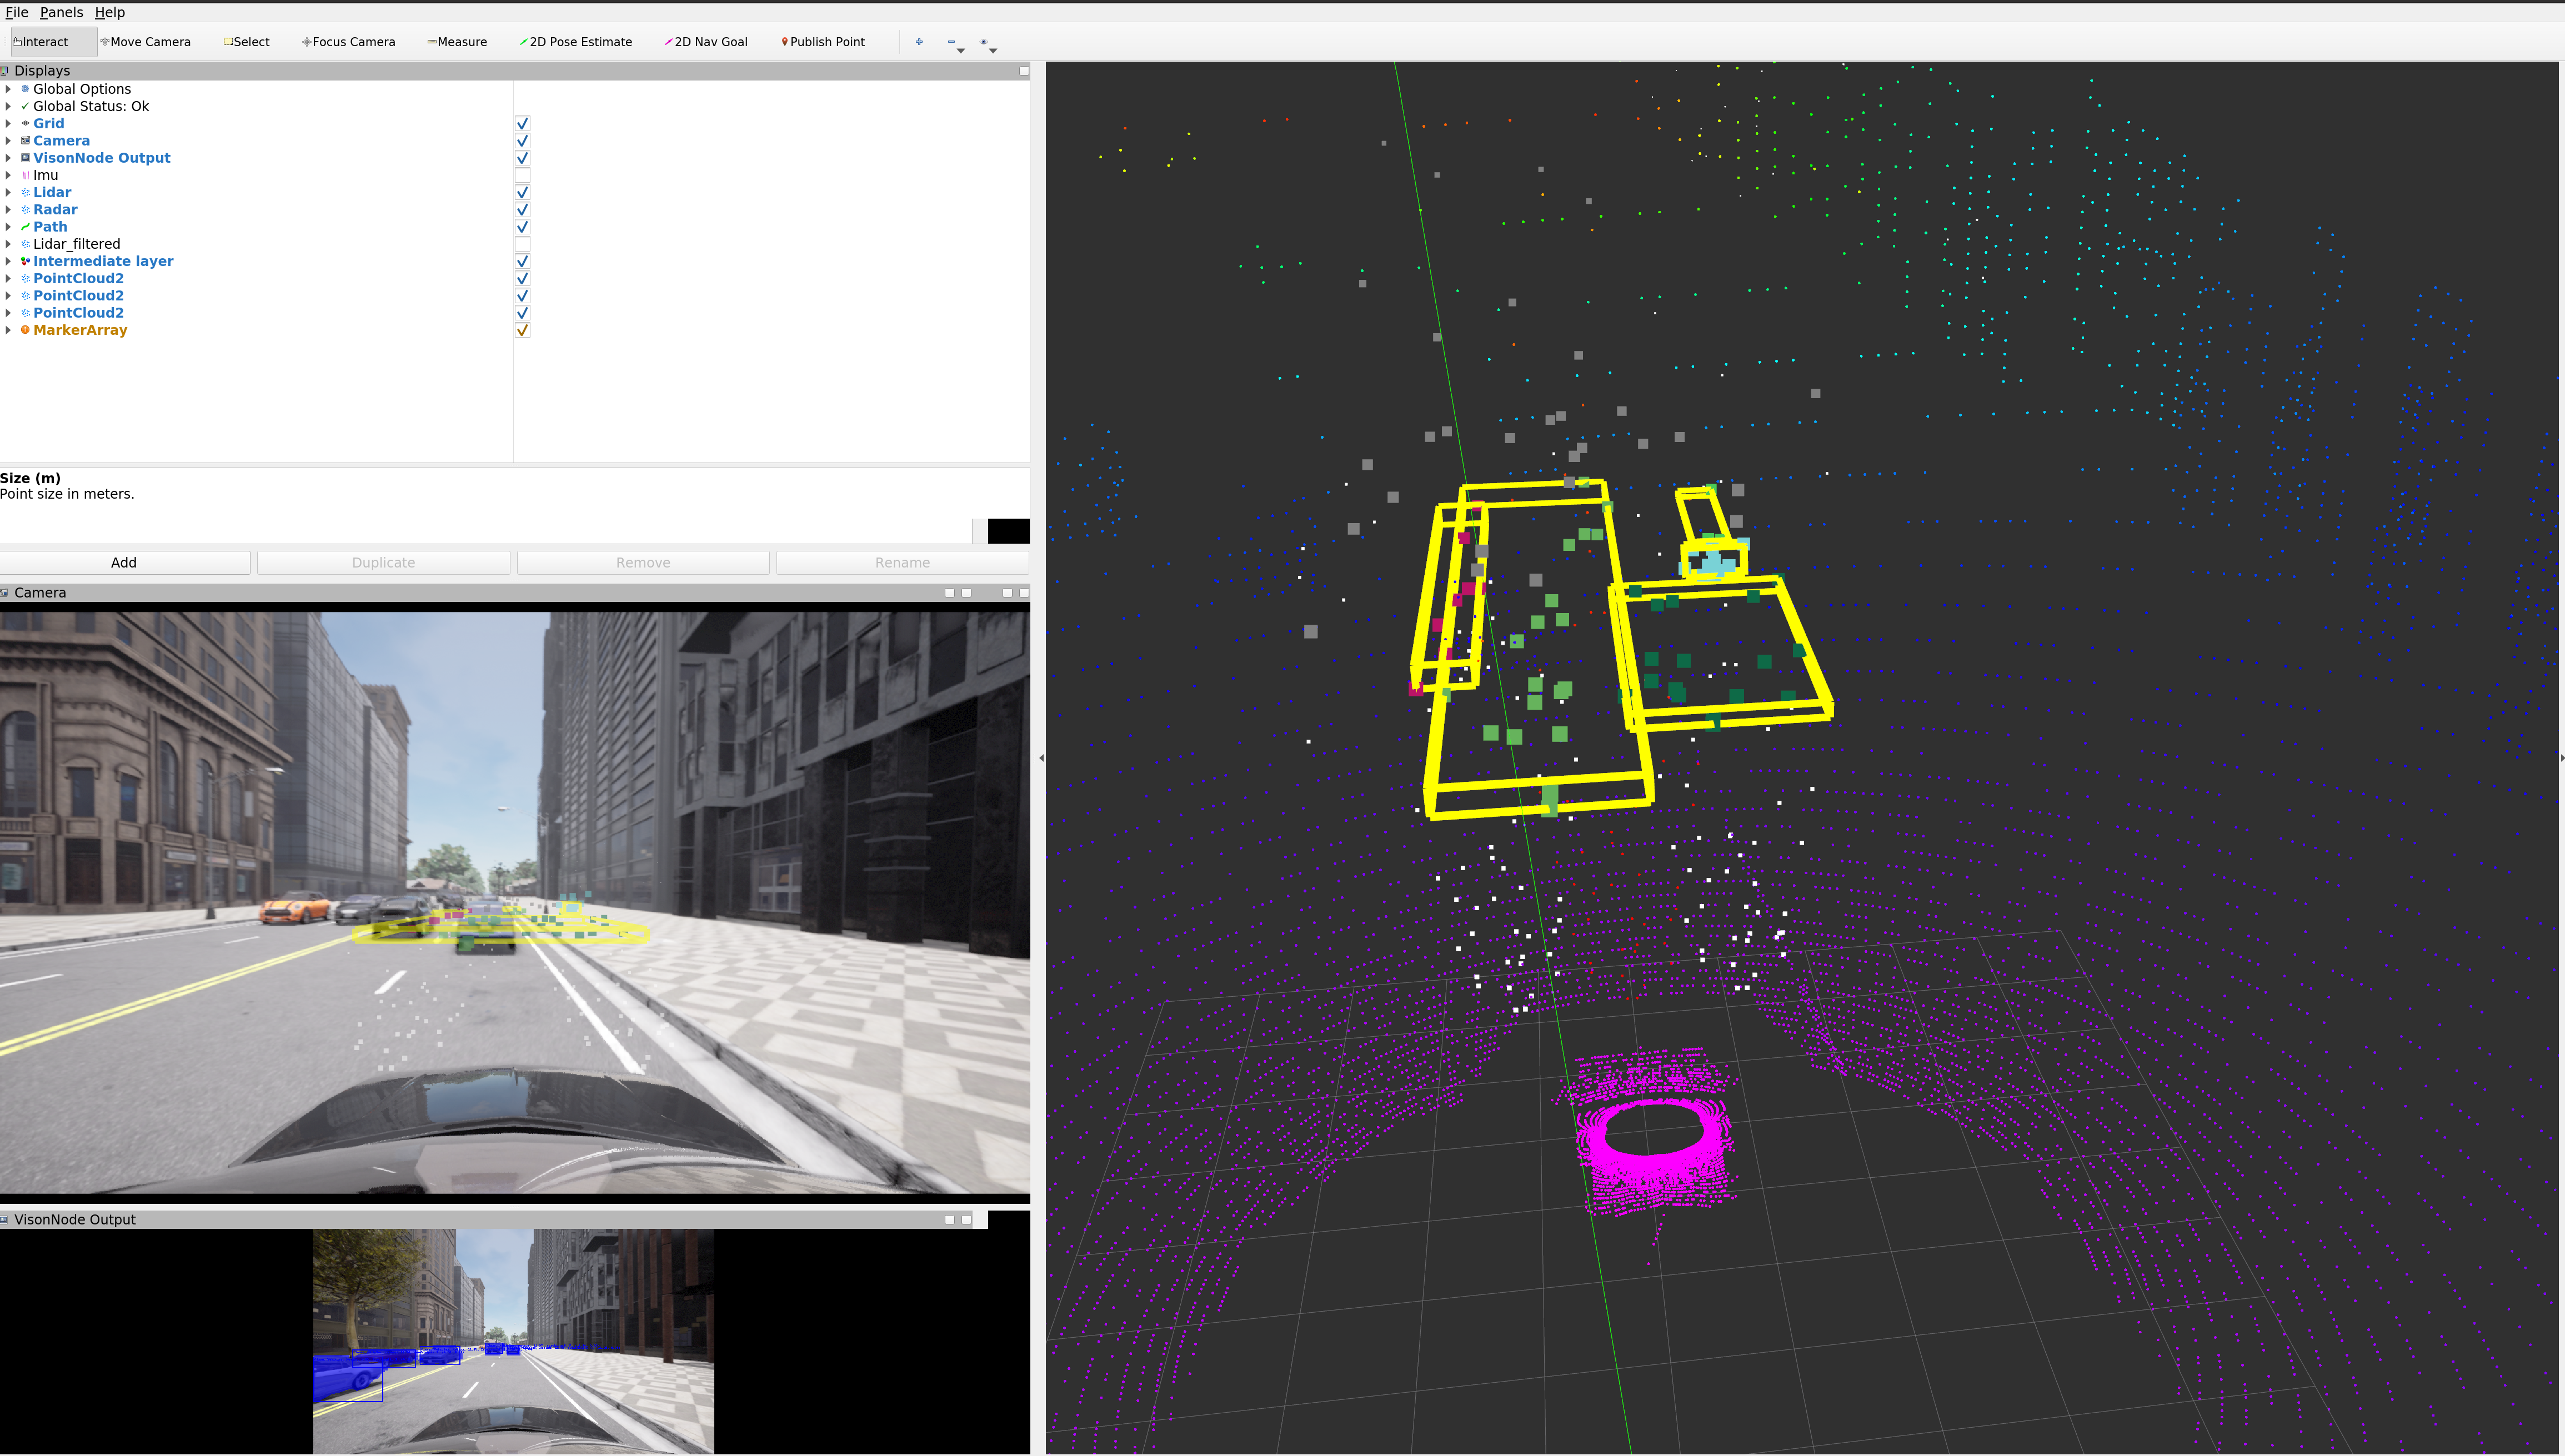 File Panels Help
Interact Move Camera Select Focus Camera Measure 2D Pose Estimate 2D Nav Goal Publish Point
Displays
Global Options
Global Status: Ok
Grid
Camera
VisonNode Output
Imu
Lidar
Radar
Path
Lidar_filtered
Intermediate layer
PointCloud2
PointCloud2
PointCloud2
MarkerArray
Size (m)
Point size in meters.
Add Duplicate Remove Rename
Camera
VisonNode Output